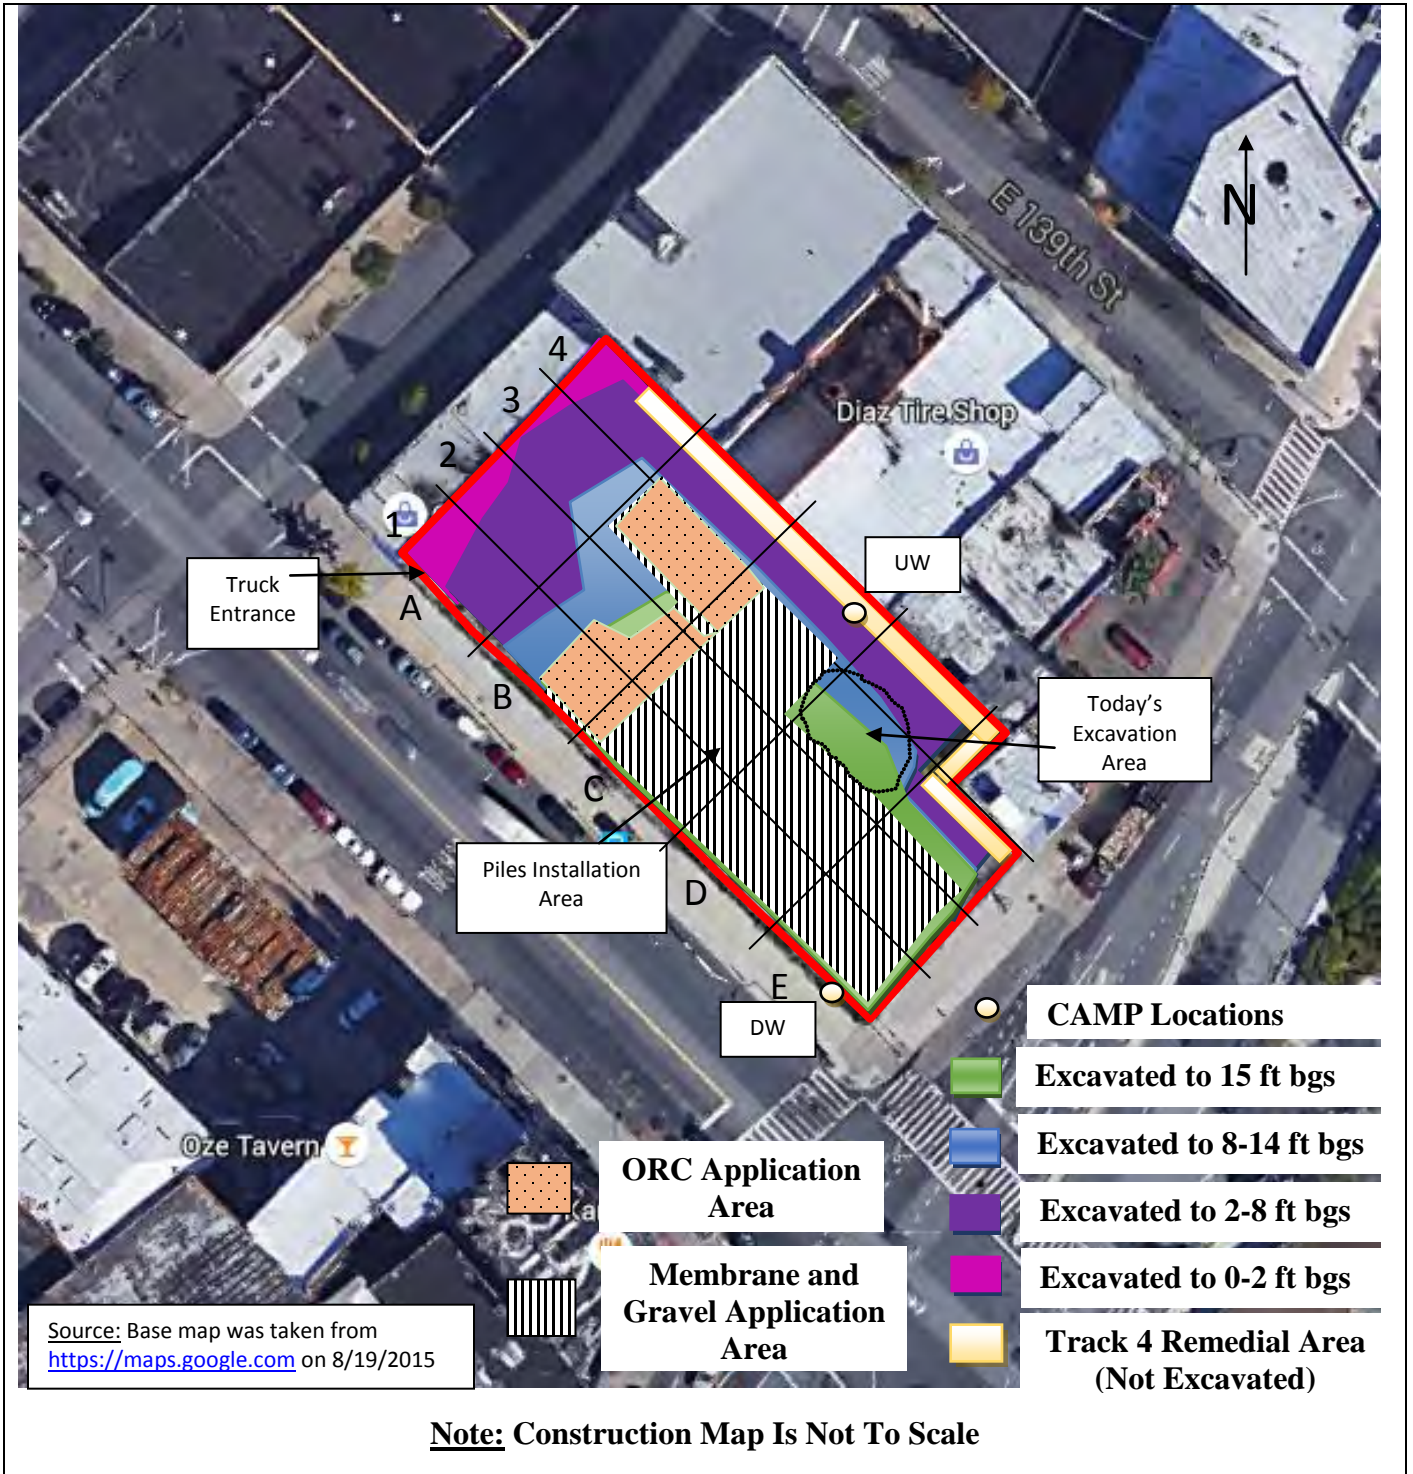 E 139th St
N
4
3
2
1
Diaz Tire Shop
UW
Truck
Entrance
A
B
C
D
E
Today's
Excavation
Area
Piles Installation
Area
DW
CAMP Locations
Excavated to 15 ft bgs
Excavated to 8-14 ft bgs
Excavated to 2-8 ft bgs
Excavated to 0-2 ft bgs
Track 4 Remedial Area
(Not Excavated)
Oze Tavern
ORC Application
Area
Ka
Membrane and
Gravel Application
Area
Source: Base map was taken from
https://maps.google.com on 8/19/2015
Note: Construction Map Is Not To Scale